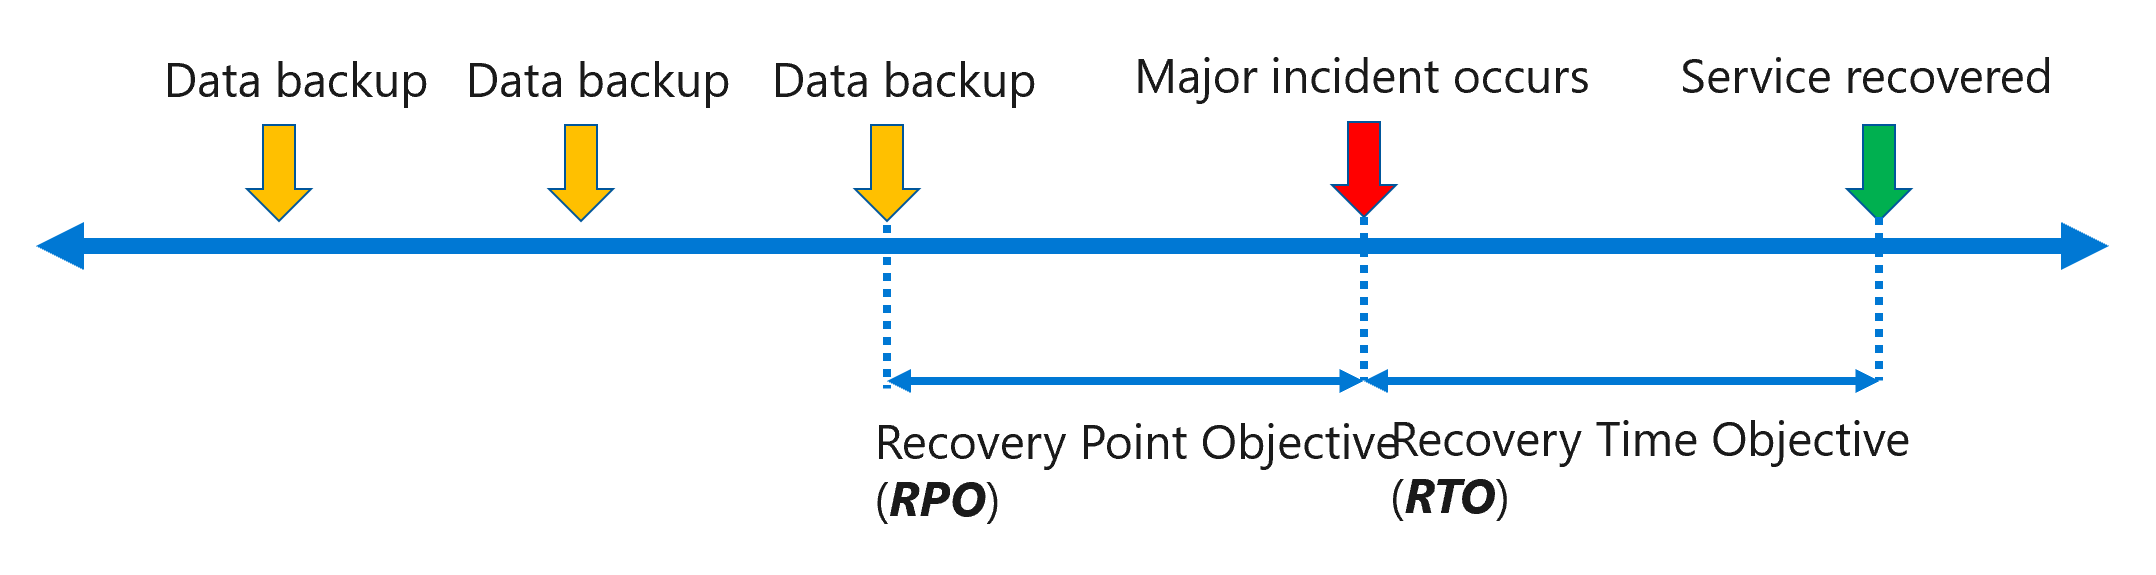 Data backup
Data backup
Data backup
Major incident occurs
Service recovered
Recovery Point Objective
(RPO)
Recovery Time Objective
(RTO)